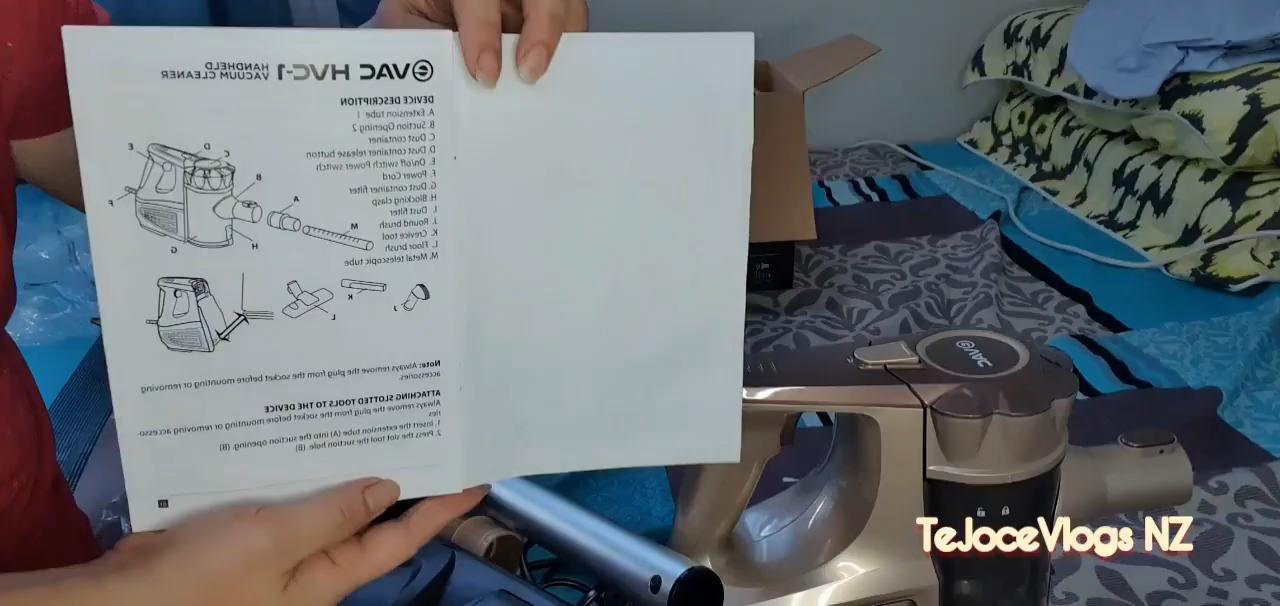 eVAC HVC-1 HANDHELD
VACUUM CLEANER
DEVICE DESCRIPTION
A. Extension tube 1
B. Suction Opening 2
C. Dust container
D. Dust container release button
E. On/off switch Power switch
F. Power Cord
G. Dust container filter
H. Blocking clasp
I. Dust filter
J. Round brush
K. Crevice tool
L. Floor brush
M. Metal telescopic tube
E
D
C
B
A
M
F
G
H
K
J
L
Note: Always remove the plug from the socket before mounting or removing
accessories.
ATTACHING SLOTTED TOOLS TO THE DEVICE
Always remove the plug from the socket before mounting or removing accesso-
ries
1. Insert the extension tube (A) into the suction opening. (B)
2. Press the slot tool the suction hole. (B)
eVAC
TeJoceVlogs NZ